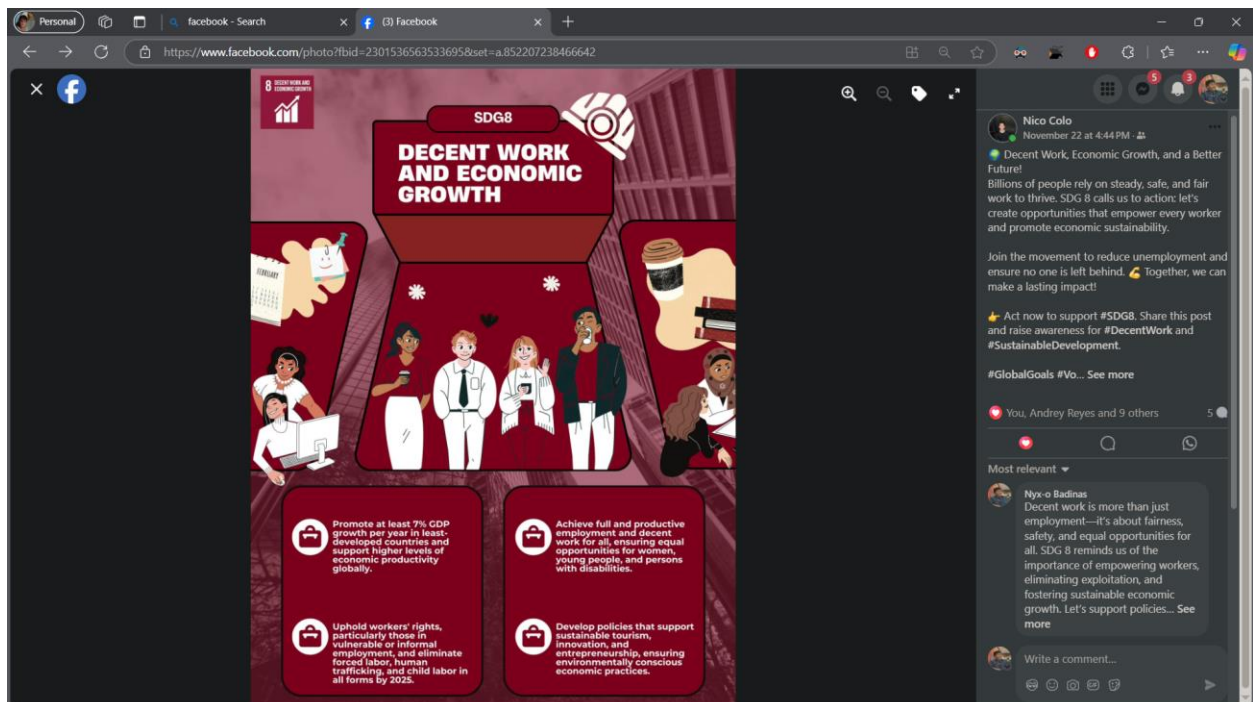 Personal
facebook - Search
(3) Facebook
https://www.facebook.com/photo?fbid=2301536563533695&set=a.852207238466642
8 DECENT WORK AND
ECONOMIC GROWTH
SDG8
DECENT WORK
AND ECONOMIC
GROWTH
FEBRUARY
Promote at least 7% GDP
growth per year in least-
developed countries and
support higher levels of
economic productivity
globally.
Achieve full and productive
employment and decent
work for all, ensuring equal
opportunities for women,
young people, and persons
with disabilities.
Uphold workers' rights,
particularly those in
vulnerable or informal
employment, and eliminate
forced labor, human
trafficking, and child labor in
all forms by 2025.
Develop policies that support
sustainable tourism,
innovation, and
entrepreneurship, ensuring
environmentally conscious
economic practices.
5
3
Nico Colo
November 22 at 4:44 PM ·
🌍 Decent Work, Economic Growth, and a Better
Future!
Billions of people rely on steady, safe, and fair
work to thrive. SDG 8 calls us to action: let's
create opportunities that empower every worker
and promote economic sustainability.
Join the movement to reduce unemployment and
ensure no one is left behind. 💪 Together, we can
make a lasting impact!
👉 Act now to support #SDG8. Share this post
and raise awareness for #DecentWork and
#SustainableDevelopment.
#GlobalGoals #Vo... See more
You, Andrey Reyes and 9 others 5
Most relevant
Nyx-o Badinas
Decent work is more than just
employment—it's about fairness,
safety, and equal opportunities for
all. SDG 8 reminds us of the
importance of empowering workers,
eliminating exploitation, and
fostering sustainable economic
growth. Let's support policies... See
more
Write a comment...